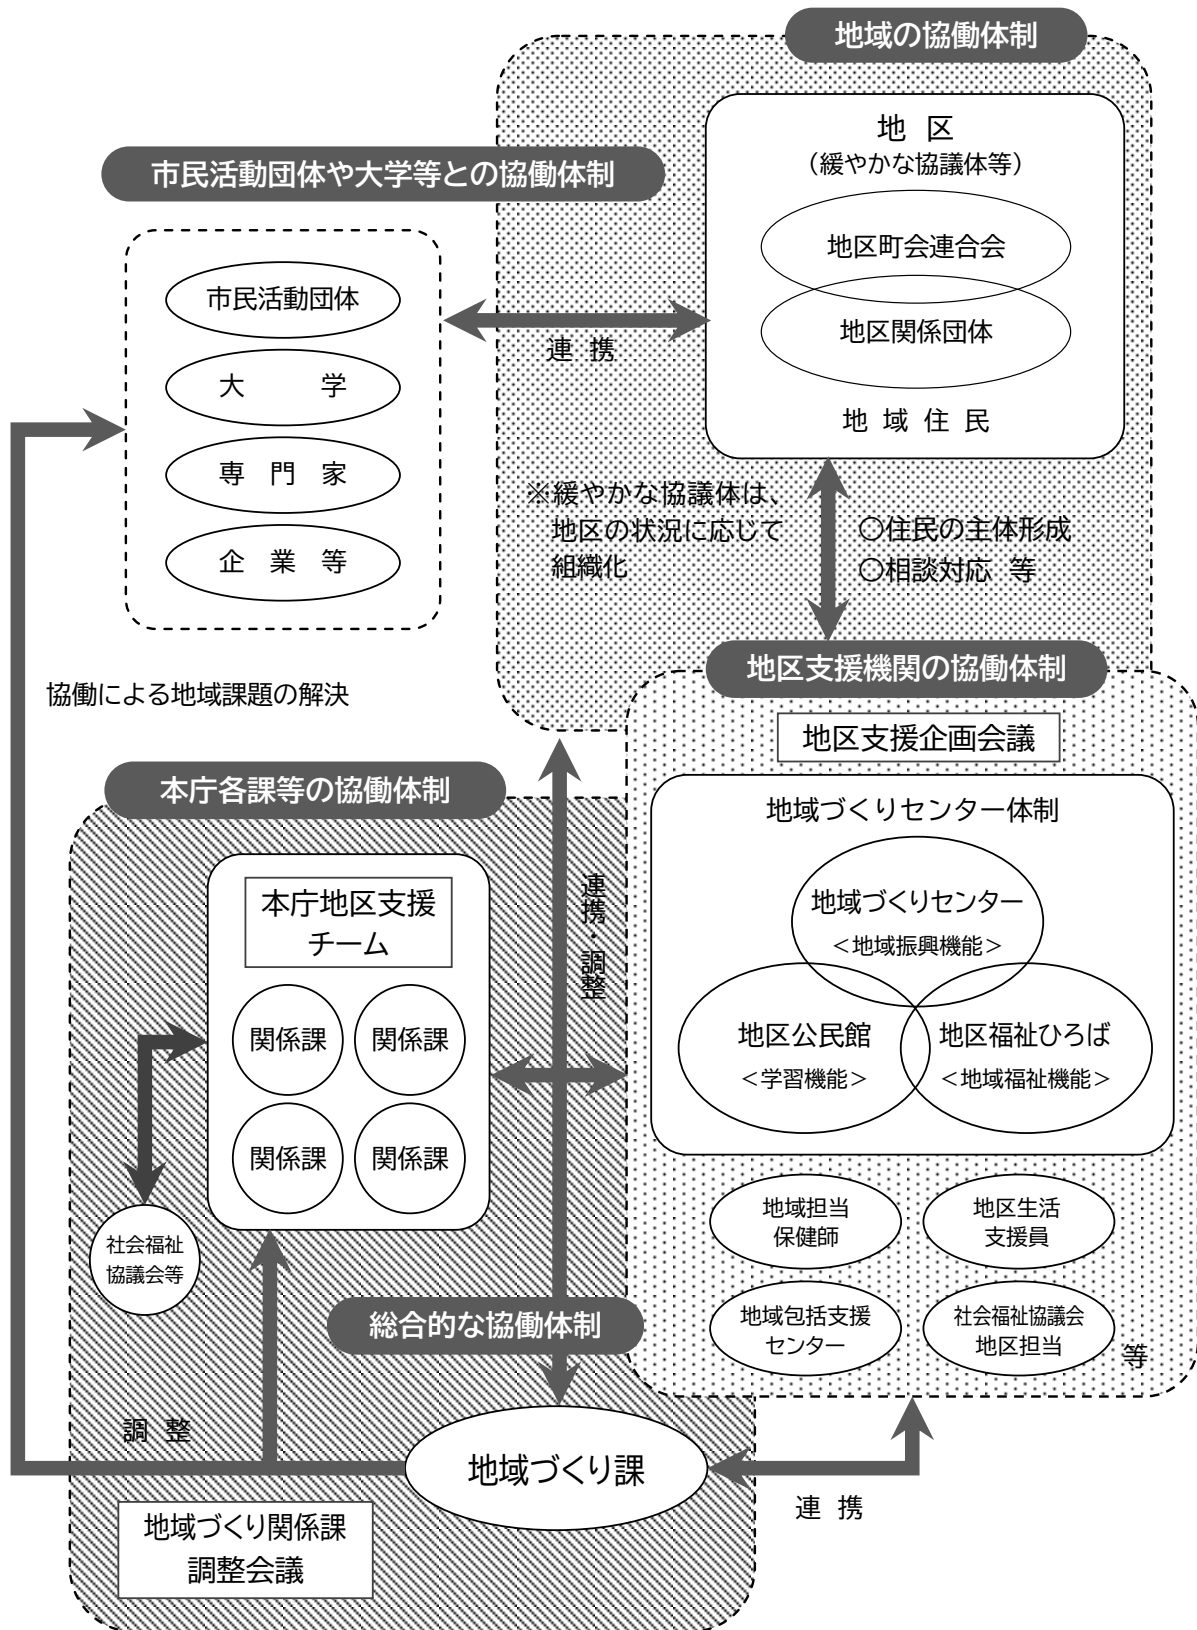 地域の協働体制
地 区
（緩やかな協議体等）
地区町会連合会
地区関係団体
地 域 住 民
市民活動団体や大学等との協働体制
市民活動団体
大 学
専 門 家
企 業 等
連 携
※緩やかな協議体は、
地区の状況に応じて
組織化
○住民の主体形成
○相談対応 等
協働による地域課題の解決
地区支援機関の協働体制
地区支援企画会議
地域づくりセンター体制
地域づくりセンター
＜地域振興機能＞
地区公民館
＜学習機能＞
地区福祉ひろば
＜地域福祉機能＞
地域担当
保健師
地区生活
支援員
地域包括支援
センター
社会福祉協議会
地区担当
等
本庁各課等の協働体制
本庁地区支援
チーム
関係課
関係課
関係課
関係課
社会福祉
協議会等
連携・調整
総合的な協働体制
地域づくり課
調 整
連 携
地域づくり関係課
調整会議